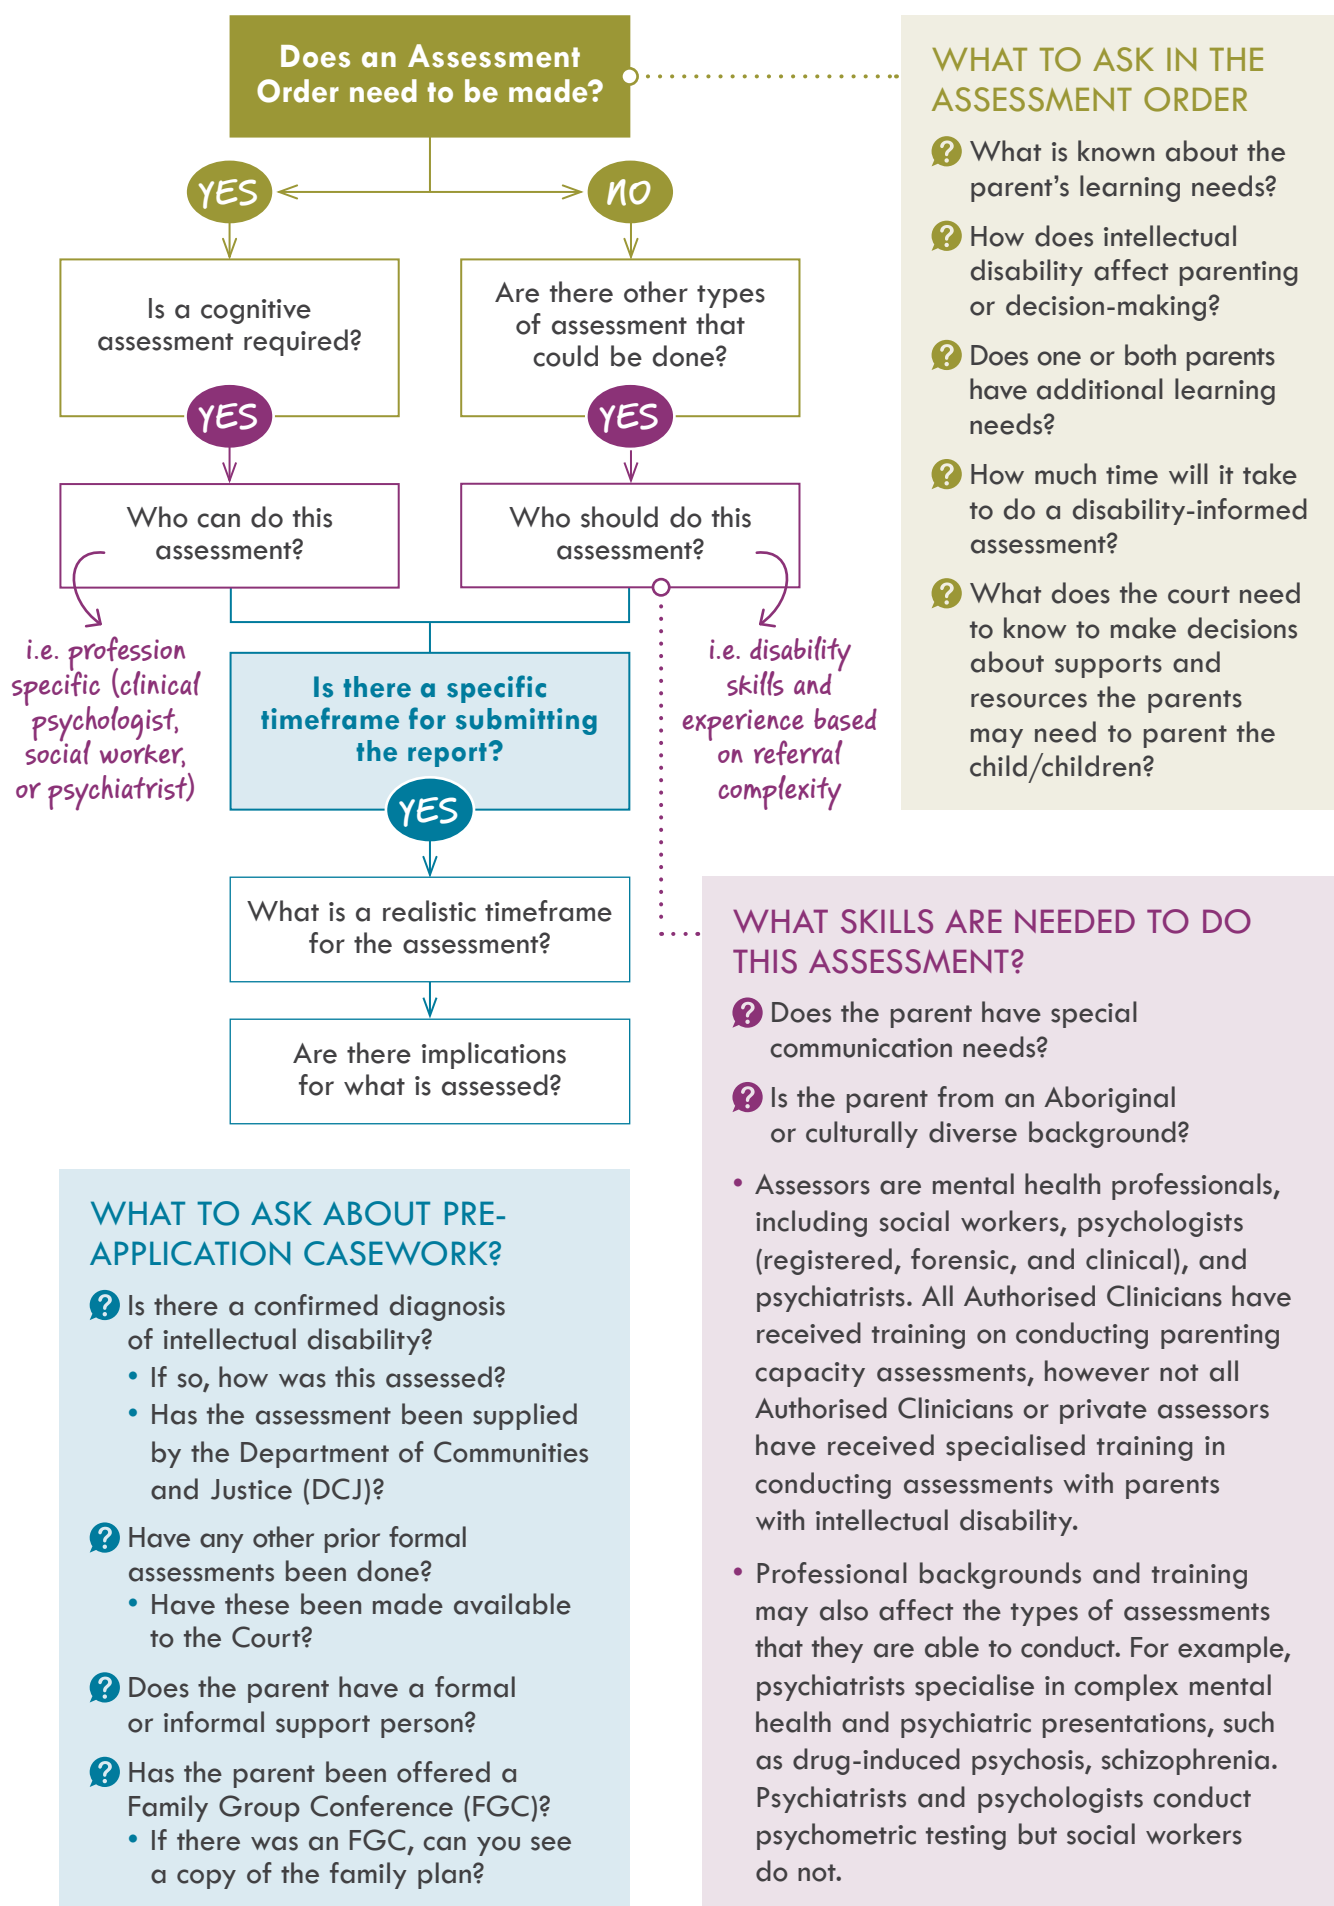 Does an Assessment
Order need to be made?
YES
NO
Is a cognitive
assessment required?
YES
Are there other types
of assessment that
could be done?
YES
Who can do this
assessment?
i.e. profession
specific (clinical
psychologist,
social worker,
or psychiatrist)
Who should do this
assessment?
i.e. disability
skills and
experience based
on referral
complexity
Is there a specific
timeframe for submitting
the report?
YES
What is a realistic timeframe
for the assessment?
Are there implications
for what is assessed?
WHAT TO ASK IN THE
ASSESSMENT ORDER
? What is known about the
parent's learning needs?
? How does intellectual
disability affect parenting
or decision-making?
? Does one or both parents
have additional learning
needs?
? How much time will it take
to do a disability-informed
assessment?
? What does the court need
to know to make decisions
about supports and
resources the parents
may need to parent the
child/children?
WHAT SKILLS ARE NEEDED TO DO
THIS ASSESSMENT?
? Does the parent have special
communication needs?
? Is the parent from an Aboriginal
or culturally diverse background?
• Assessors are mental health professionals,
including social workers, psychologists
(registered, forensic, and clinical), and
psychiatrists. All Authorised Clinicians have
received training on conducting parenting
capacity assessments, however not all
Authorised Clinicians or private assessors
have received specialised training in
conducting assessments with parents
with intellectual disability.
• Professional backgrounds and training
may also affect the types of assessments
that they are able to conduct. For example,
psychiatrists specialise in complex mental
health and psychiatric presentations, such
as drug-induced psychosis, schizophrenia.
Psychiatrists and psychologists conduct
psychometric testing but social workers
do not.
WHAT TO ASK ABOUT PRE-
APPLICATION CASEWORK?
? Is there a confirmed diagnosis
of intellectual disability?
• If so, how was this assessed?
• Has the assessment been supplied
by the Department of Communities
and Justice (DCJ)?
? Have any other prior formal
assessments been done?
• Have these been made available
to the Court?
? Does the parent have a formal
or informal support person?
? Has the parent been offered a
Family Group Conference (FGC)?
• If there was an FGC, can you see
a copy of the family plan?